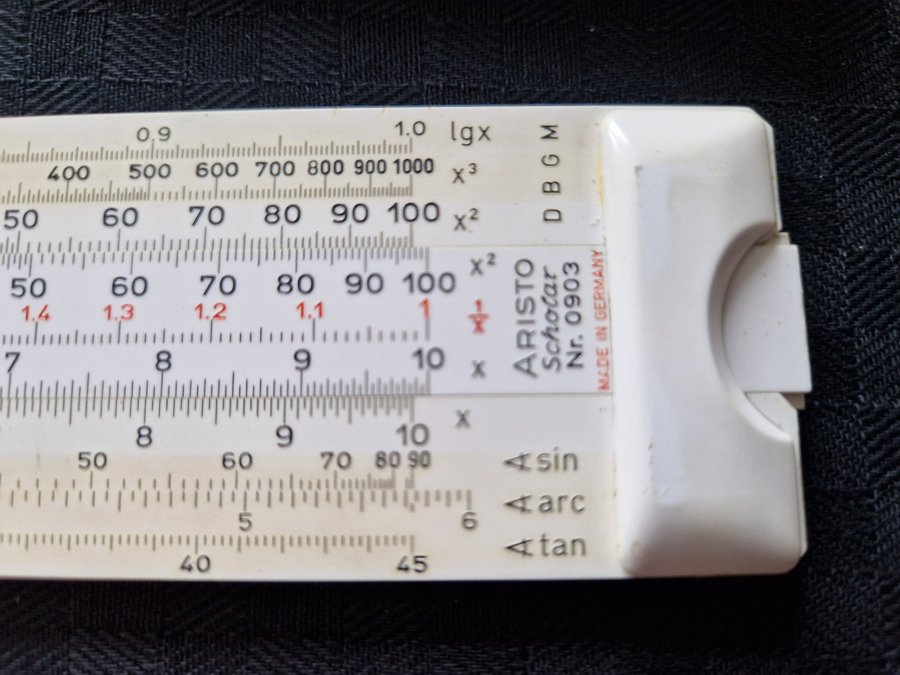 0.9 1.0 lgx
400 500 600 700 800 900 1000 x³
50 60 70 80 90 100 x²
DBGM
50 60 70 80 90 100 x²
1.4 1.3 1.2 1.1 1 1/x
7 8 9 10 x
ARISTO
Scholar
Nr. 0903
MADE IN GERMANY
8 9 10 x
50 60 70 80 90 ∢ sin
5 6 ∢ arc
40 45 ∢ tan